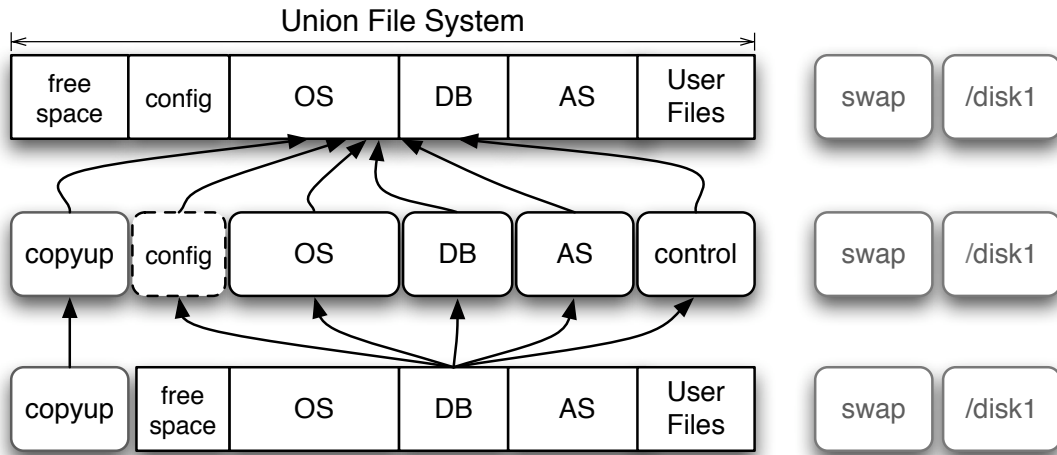 Union File System
free
space
config
OS
DB
AS
User
Files
swap
/disk1
copyup
config
OS
DB
AS
control
swap
/disk1
copyup
free
space
OS
DB
AS
User
Files
swap
/disk1